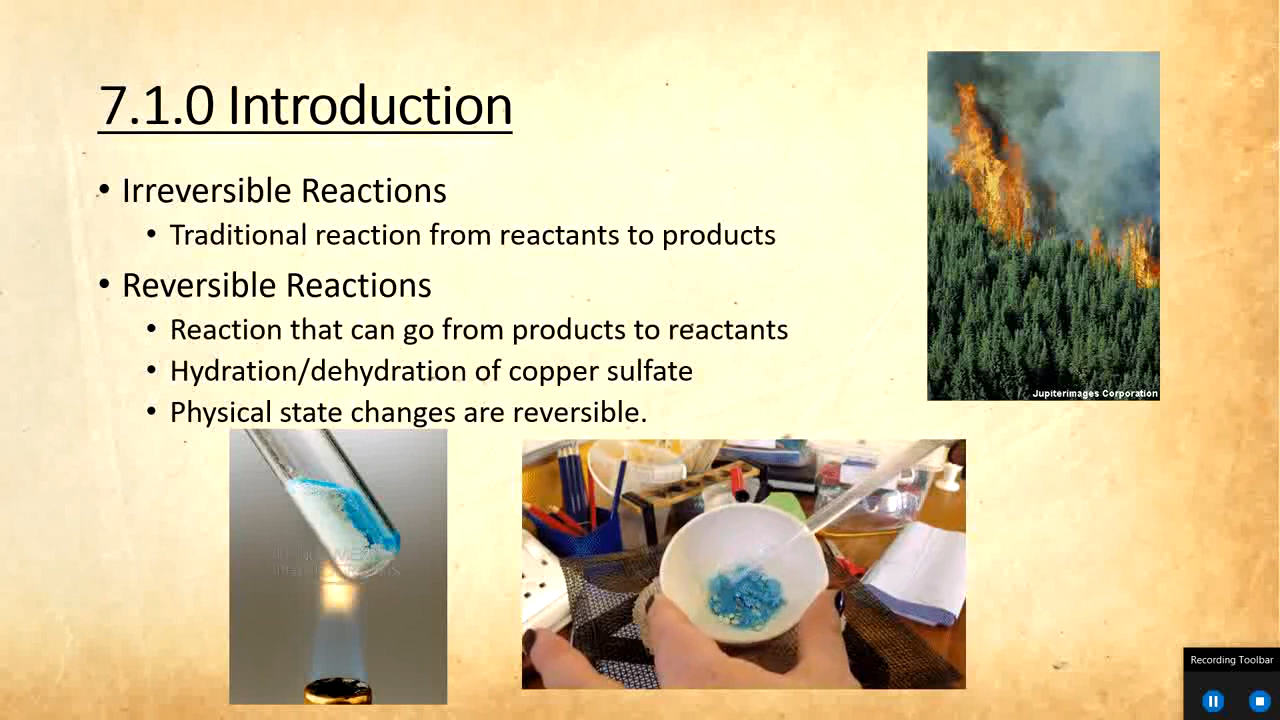 7.1.0 Introduction
• Irreversible Reactions
• Traditional reaction from reactants to products
• Reversible Reactions
• Reaction that can go from products to reactants
• Hydration/dehydration of copper sulfate
• Physical state changes are reversible.
Jupiterimages Corporation
Recording Toolbar